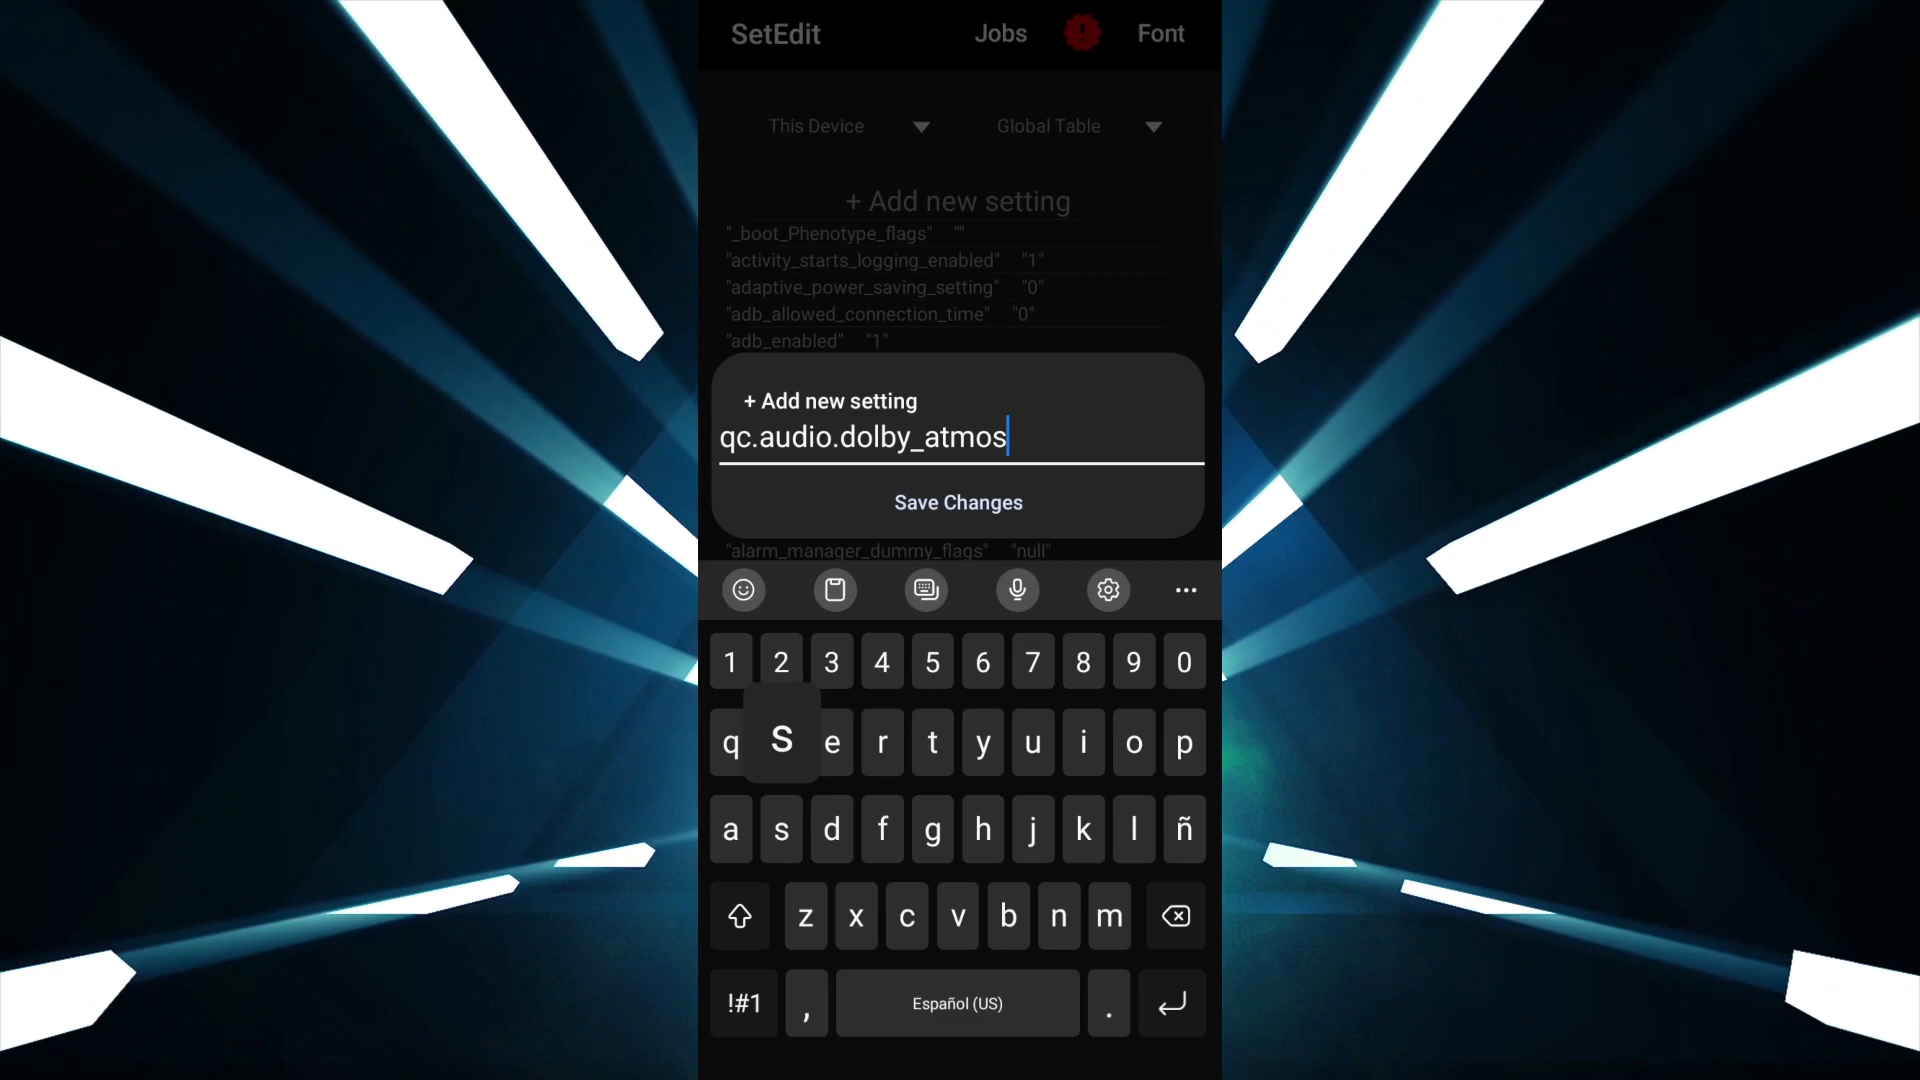 SetEdit Jobs ! Font
This Device Global Table
+ Add new setting
"_boot_Phenotype_flags" ""
"activity_starts_logging_enabled" "1"
"adaptive_power_saving_setting" "0"
"adb_allowed_connection_time" "0"
"adb_enabled" "1"
+ Add new setting
qc.audio.dolby_atmos
Save Changes
"alarm_manager_dummy_flags" "null"
1 2 3 4 5 6 7 8 9 0
q s e r t y u i o p
a s d f g h j k l ñ
z x c v b n m
!#1 , Español (US) .